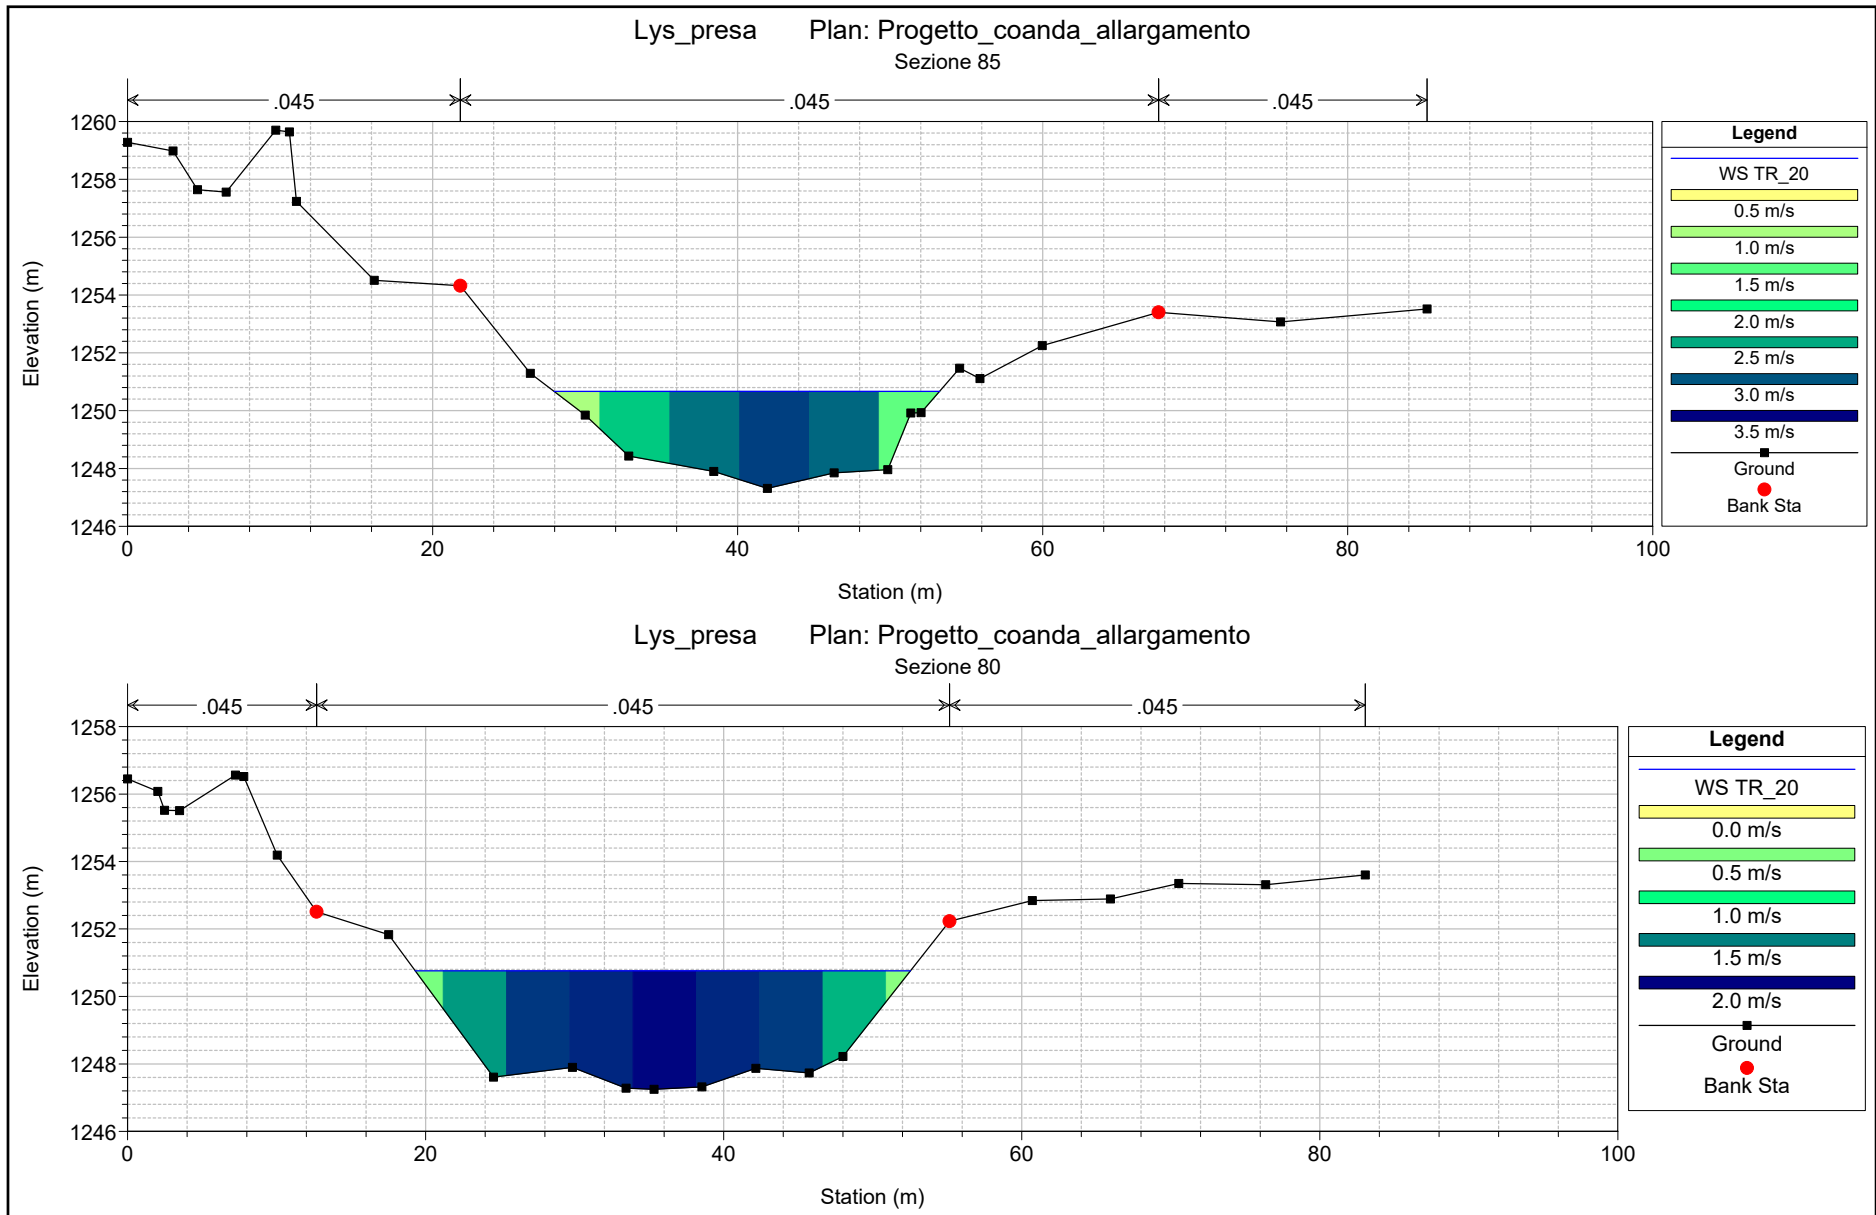 Lys_presa Plan: Progetto_coanda_allargamento
Sezione 85
.045 .045 .045
Elevation (m)
1260
1258
1256
1254
1252
1250
1248
1246
0 20 40 60 80 100
Station (m)
Legend
WS TR_20
0.5 m/s
1.0 m/s
1.5 m/s
2.0 m/s
2.5 m/s
3.0 m/s
3.5 m/s
Ground
Bank Sta
Lys_presa Plan: Progetto_coanda_allargamento
Sezione 80
.045 .045 .045
Elevation (m)
1258
1256
1254
1252
1250
1248
1246
0 20 40 60 80 100
Station (m)
Legend
WS TR_20
0.0 m/s
0.5 m/s
1.0 m/s
1.5 m/s
2.0 m/s
Ground
Bank Sta